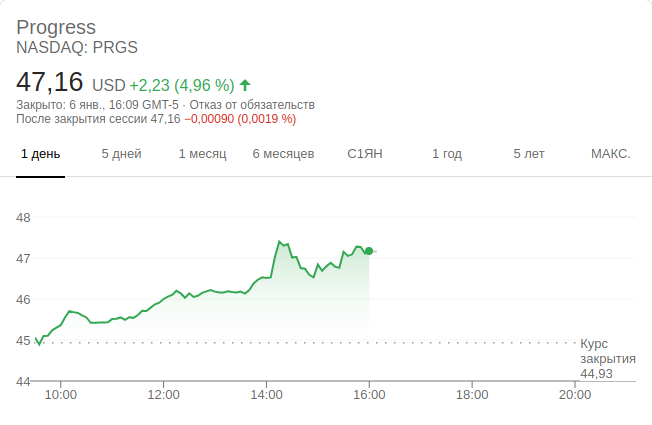 Progress
NASDAQ: PRGS
47,16 USD +2,23 (4,96 %)
Закрыто: 6 янв., 16:09 GMT-5 · Отказ от обязательств
После закрытия сессии 47,16 −0,00090 (0,0019 %)
1 день 5 дней 1 месяц 6 месяцев С1ЯН 1 год 5 лет МАКС.
48
47
46
45
Курс
закрытия
44,93
44
10:00 12:00 14:00 16:00 18:00 20:00